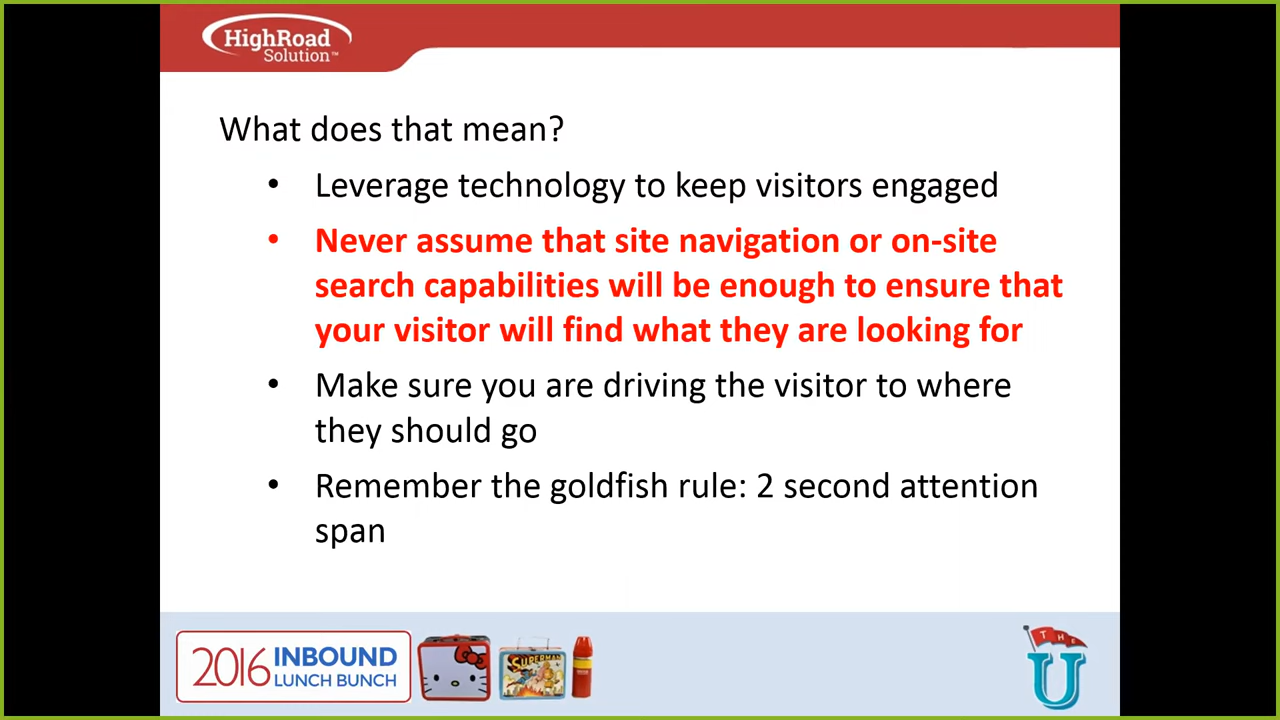 HighRoad
Solution™
What does that mean?
• Leverage technology to keep visitors engaged
• Never assume that site navigation or on-site
search capabilities will be enough to ensure that
your visitor will find what they are looking for
• Make sure you are driving the visitor to where
they should go
• Remember the goldfish rule: 2 second attention
span
2016 INBOUND
LUNCH BUNCH
SUPERMAN
THE
U